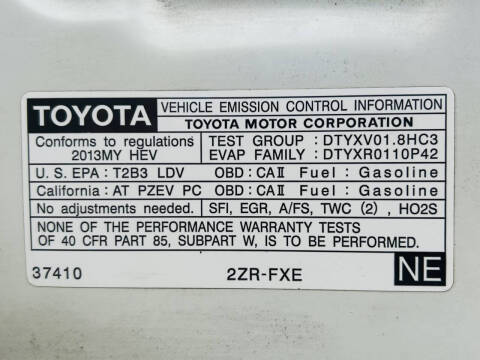 TOYOTA VEHICLE EMISSION CONTROL INFORMATION
TOYOTA MOTOR CORPORATION
Conforms to regulations
2013MY HEV
TEST GROUP : DTYXV01.8HC3
EVAP FAMILY : DTYXR0110P42
U.S. EPA : T2B3 LDV OBD : CAII Fuel : Gasoline
California : AT PZEV PC OBD : CAII Fuel : Gasoline
No adjustments needed. SFI, EGR, A/FS, TWC (2) , HO2S
NONE OF THE PERFORMANCE WARRANTY TESTS
OF 40 CFR PART 85, SUBPART W, IS TO BE PERFORMED.
37410 2ZR-FXE NE